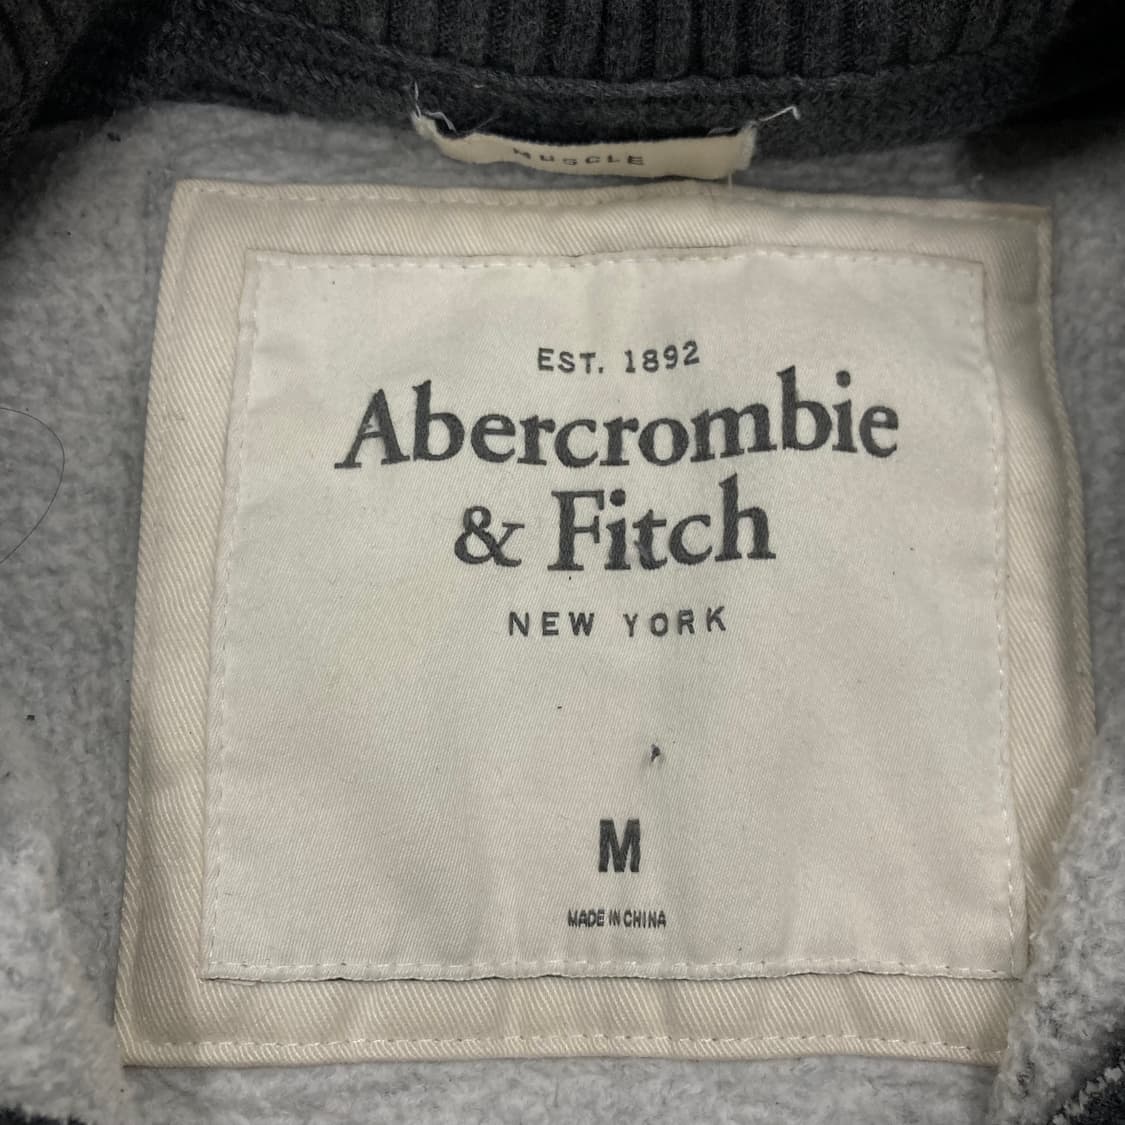 MUSCLE
EST. 1892
Abercrombie
& Fitch
NEW YORK
M
MADE IN CHINA